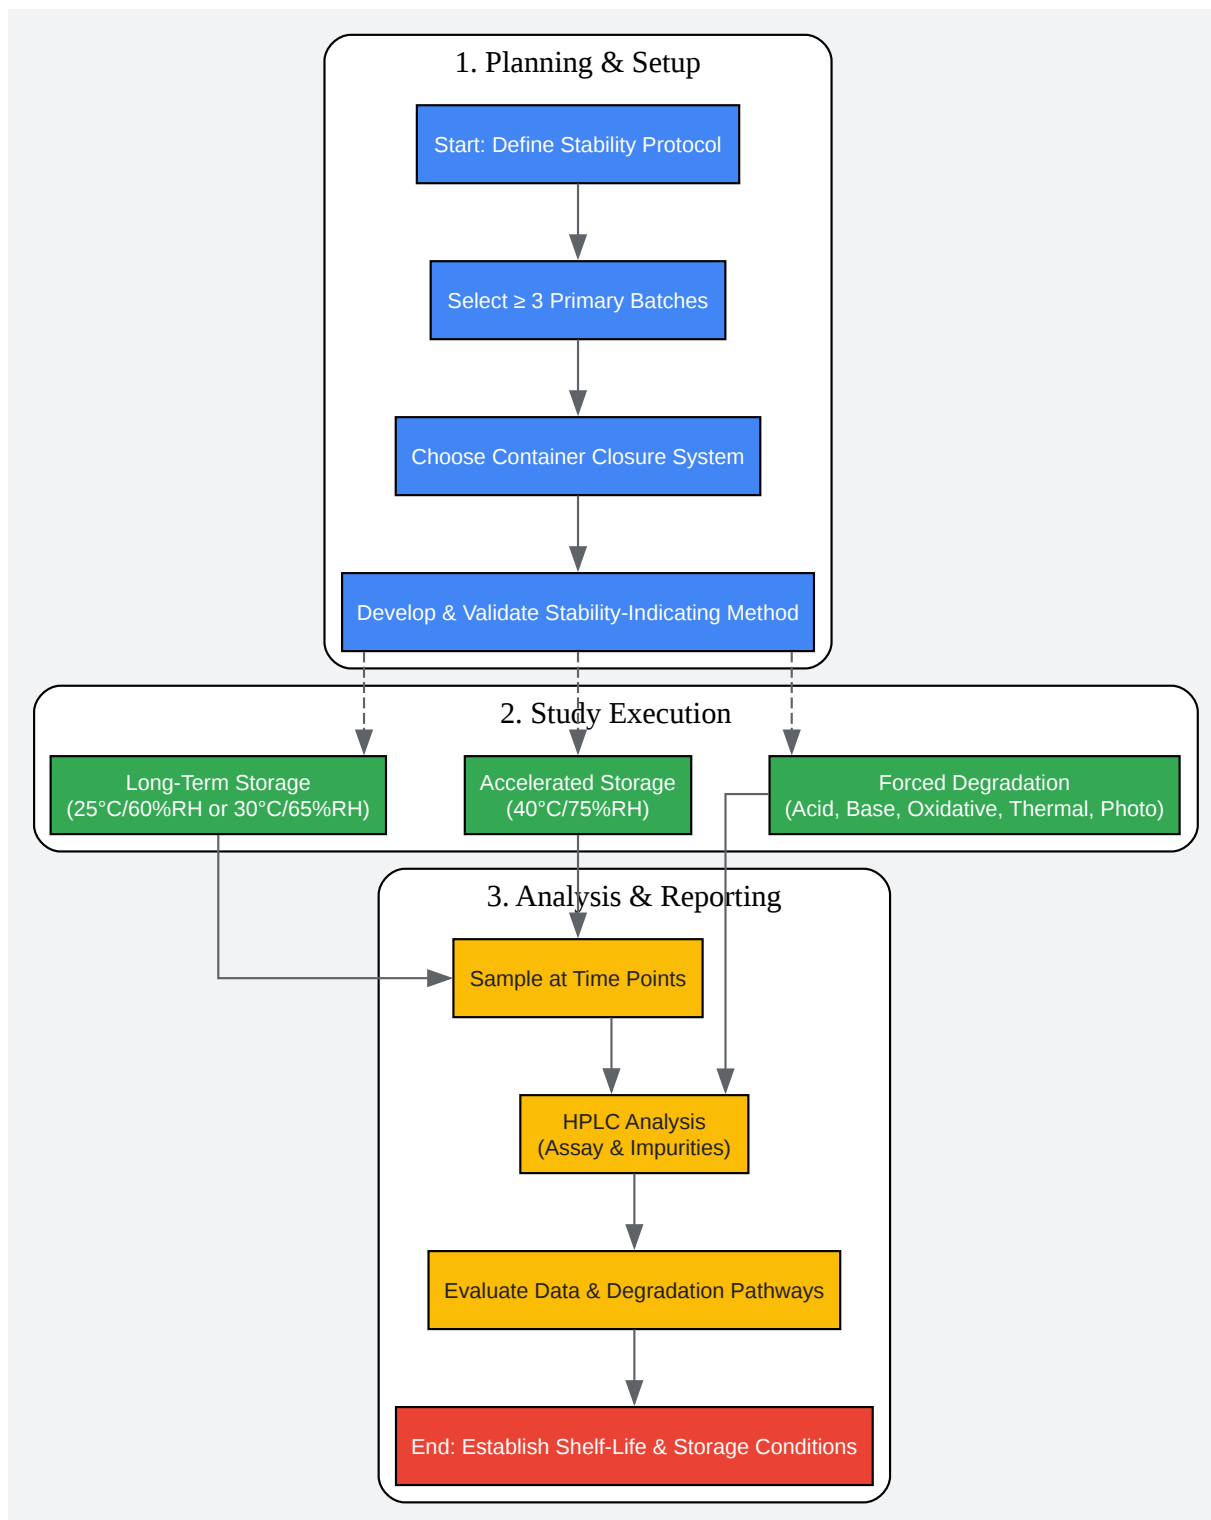 1. Planning & Setup
Start: Define Stability Protocol
Select ≥ 3 Primary Batches
Choose Container Closure System
Develop & Validate Stability-Indicating Method
2. Study Execution
Long-Term Storage
(25°C/60%RH or 30°C/65%RH)
Accelerated Storage
(40°C/75%RH)
Forced Degradation
(Acid, Base, Oxidative, Thermal, Photo)
3. Analysis & Reporting
Sample at Time Points
HPLC Analysis
(Assay & Impurities)
Evaluate Data & Degradation Pathways
End: Establish Shelf-Life & Storage Conditions